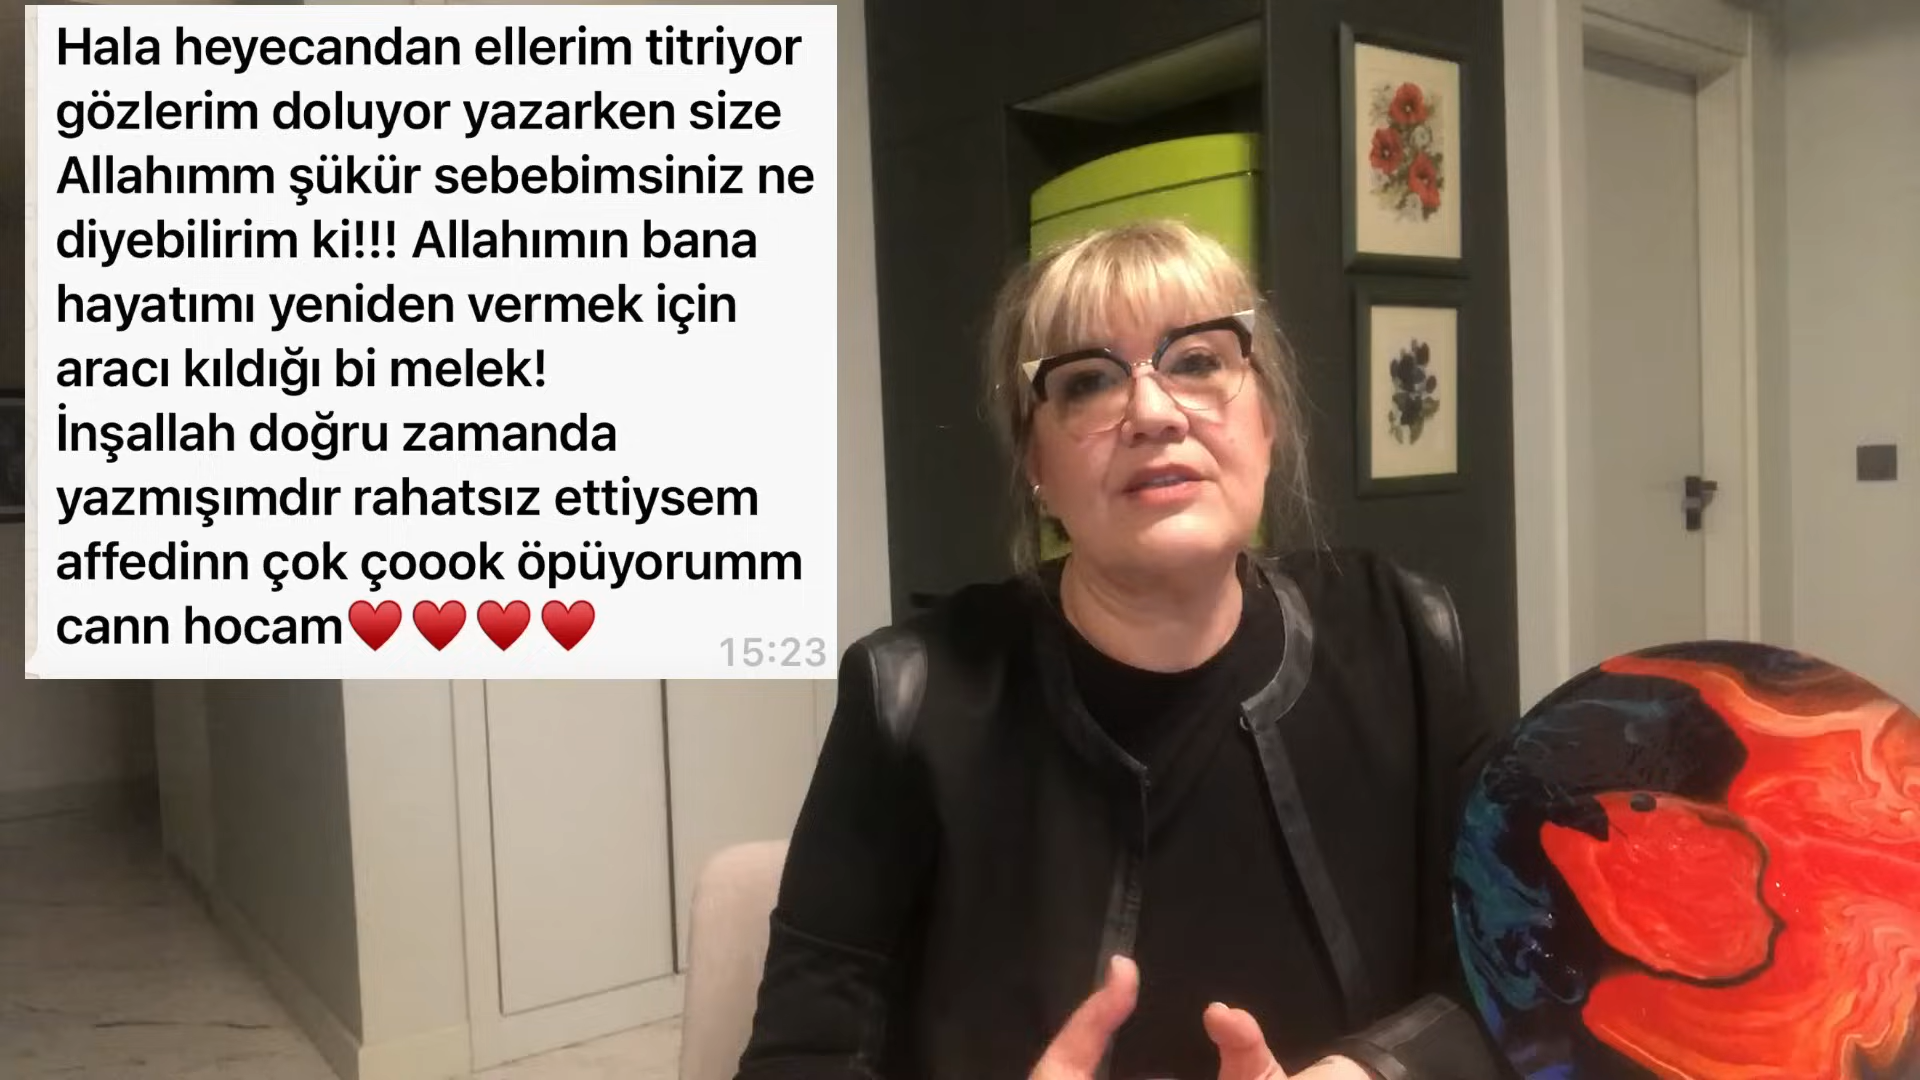 Hala heyecandan ellerim titriyor
gözlerim doluyor yazarken size
Allahımm şükür sebebimsiniz ne
diyebilirim ki!!! Allahımın bana
hayatımı yeniden vermek için
aracı kıldığı bi melek!
İnşallah doğru zamanda
yazmışımdır rahatsız ettiysem
affedinn çok çoook öpüyorumm
cann hocam♥️♥️♥️♥️
15:23